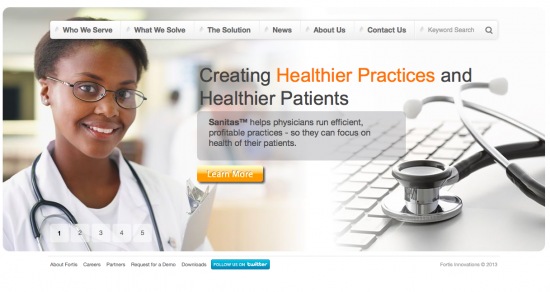 Who We Serve What We Solve The Solution News About Us Contact Us Keyword Search
Creating Healthier Practices and
Healthier Patients
Sanitas™ helps physicians run efficient,
profitable practices - so they can focus on
health of their patients.
Learn More
1 2 3 4 5
About Fortis Careers Partners Request for a Demo Downloads FOLLOW US ON twitter Fortis Innovations © 2013